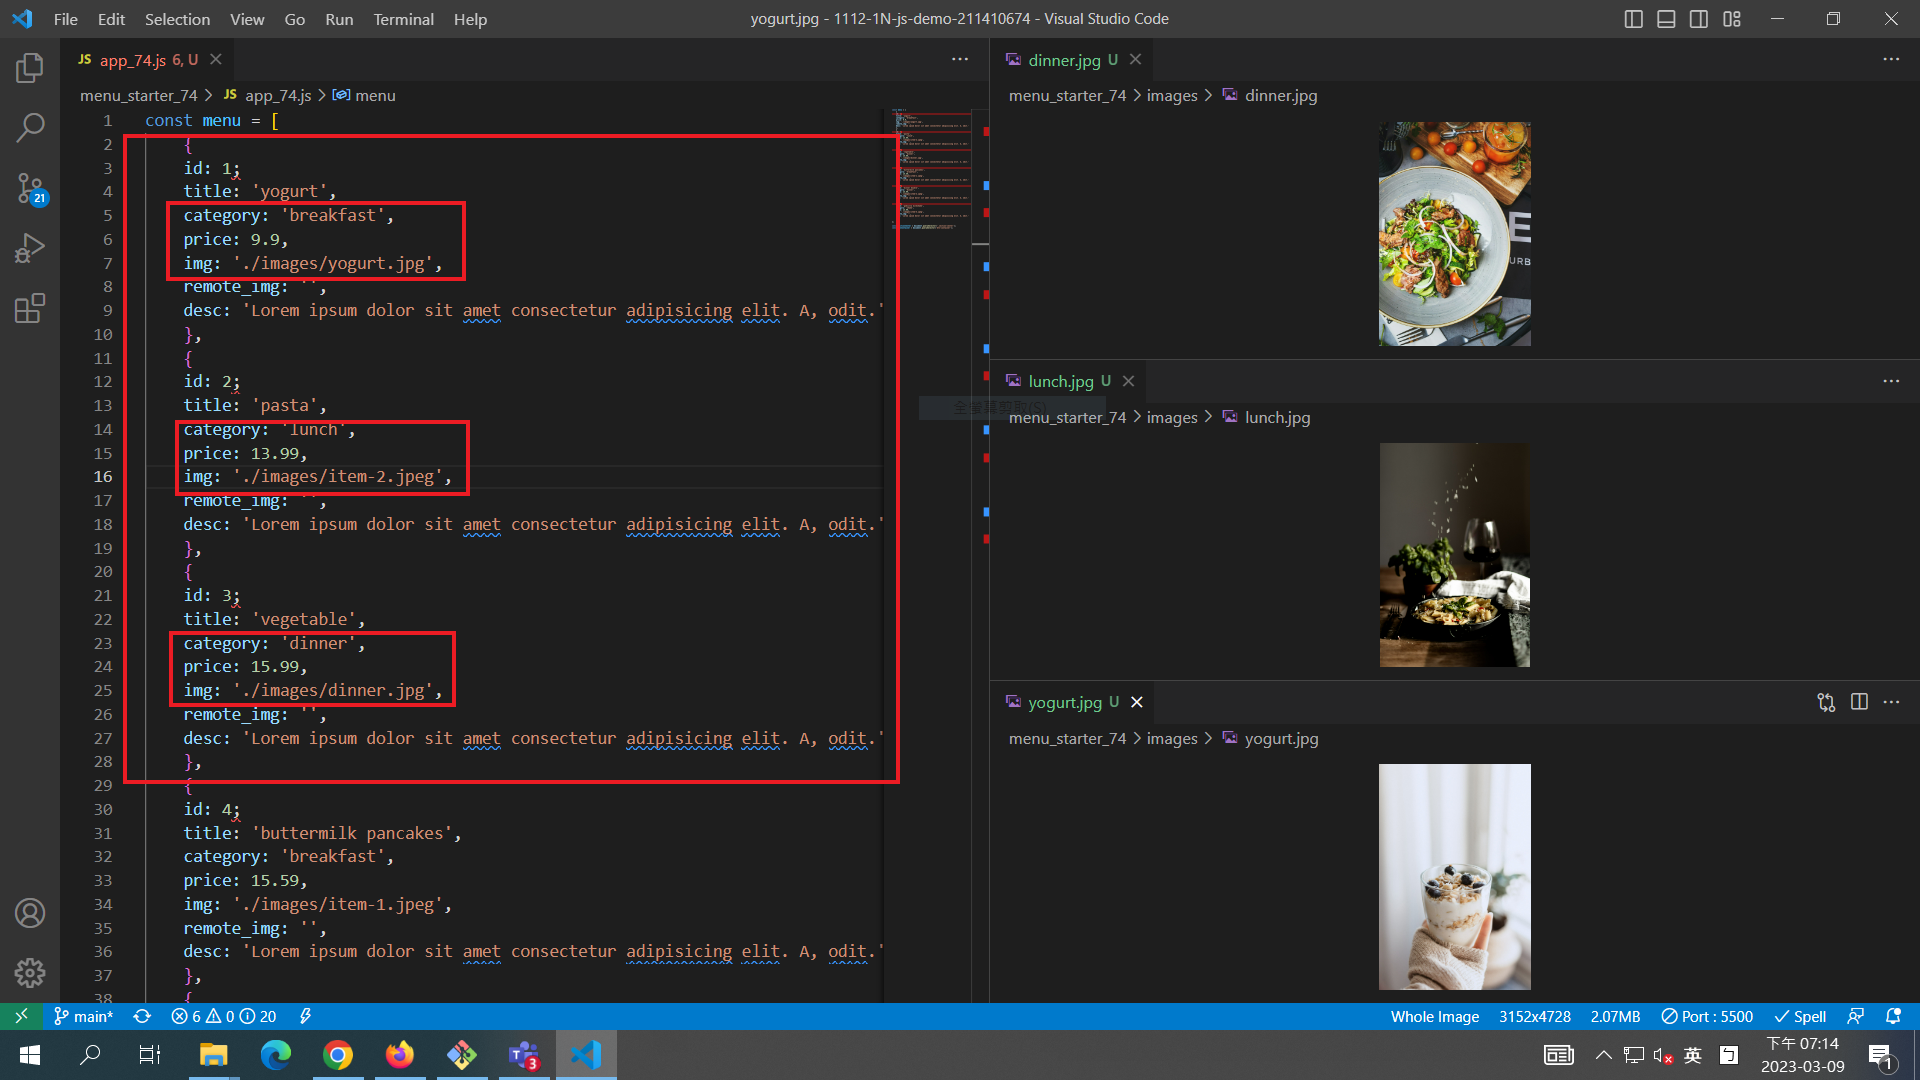 File Edit Selection View Go Run Terminal Help
yogurt.jpg - 1112-1N-js-demo-211410674 - Visual Studio Code
JS app_74.js 6, U
menu_starter_74 > JS app_74.js > menu
1 const menu = [
2 {
3 id: 1;
4 title: 'yogurt',
5 category: 'breakfast',
6 price: 9.9,
7 img: './images/yogurt.jpg',
8 remote_img: '',
9 desc: 'Lorem ipsum dolor sit amet consectetur adipisicing elit. A, odit.'
10 },
11 {
12 id: 2;
13 title: 'pasta',
14 category: 'lunch',
15 price: 13.99,
16 img: './images/item-2.jpeg',
17 remote_img: '',
18 desc: 'Lorem ipsum dolor sit amet consectetur adipisicing elit. A, odit.'
19 },
20 {
21 id: 3;
22 title: 'vegetable',
23 category: 'dinner',
24 price: 15.99,
25 img: './images/dinner.jpg',
26 remote_img: '',
27 desc: 'Lorem ipsum dolor sit amet consectetur adipisicing elit. A, odit.'
28 },
29 {
30 id: 4;
31 title: 'buttermilk pancakes',
32 category: 'breakfast',
33 price: 15.59,
34 img: './images/item-1.jpeg',
35 remote_img: '',
36 desc: 'Lorem ipsum dolor sit amet consectetur adipisicing elit. A, odit.'
37 },
38 {
dinner.jpg U
menu_starter_74 > images > dinner.jpg
E
URB
lunch.jpg U
全螢幕剪取(S)
menu_starter_74 > images > lunch.jpg
yogurt.jpg U
menu_starter_74 > images > yogurt.jpg
21
main* 6 0 20
Whole Image 3152x4728 2.07MB Port : 5500 Spell
3
英 ㄅ
下午 07:14
2023-03-09
1